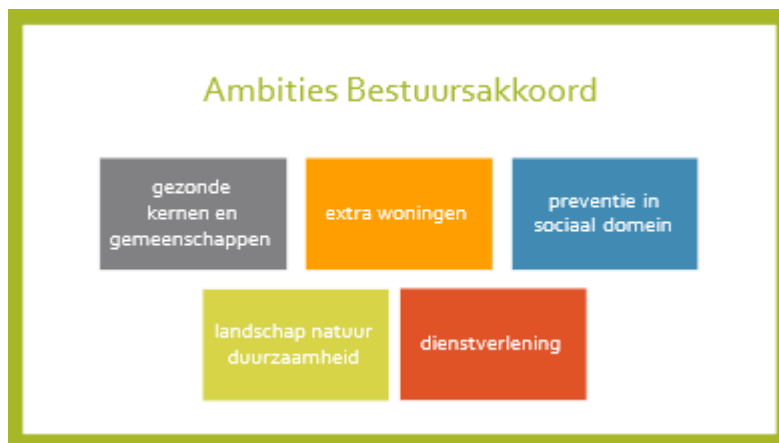 Ambities Bestuursakkoord
gezonde
kernen en
gemeenschappen
extra woningen
preventie in
sociaal domein
landschap natuur
duurzaamheid
dienstverlening